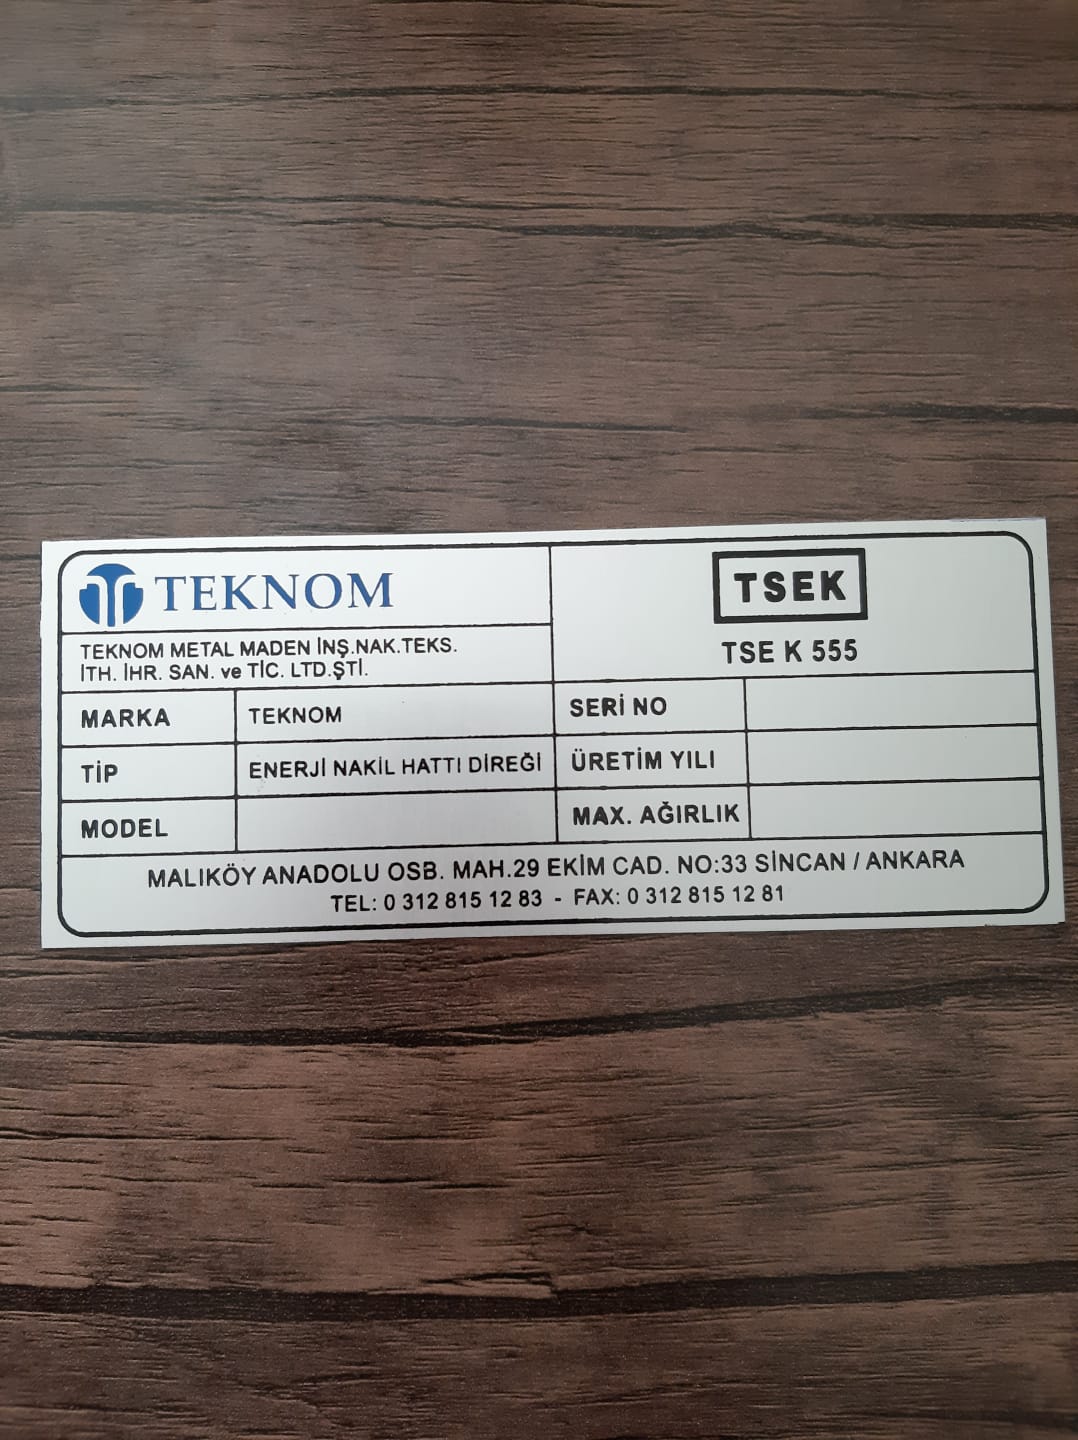 TEKNOM
TEKNOM METAL MADEN İNŞ.NAK.TEKS.
İTH. İHR. SAN. ve TİC. LTD.ŞTİ.
TSEK
TSE K 555
MARKA TEKNOM SERİ NO
TİP ENERJİ NAKİL HATTI DİREĞİ ÜRETİM YILI
MODEL MAX. AĞIRLIK
MALIKÖY ANADOLU OSB. MAH.29 EKİM CAD. NO:33 SİNCAN / ANKARA
TEL: 0 312 815 12 83 - FAX: 0 312 815 12 81